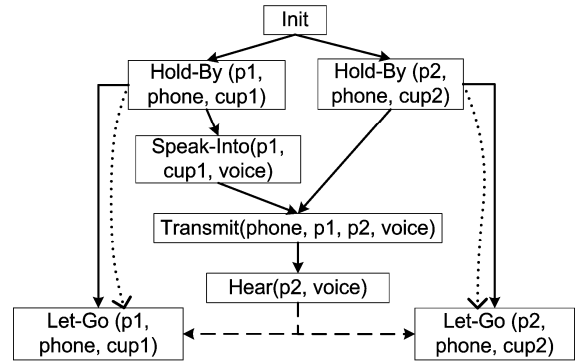 Init
Hold-By (p1,
phone, cup1)
Hold-By (p2,
phone, cup2)
Speak-Into(p1,
cup1, voice)
Transmit(phone, p1, p2, voice)
Hear(p2, voice)
Let-Go (p1,
phone, cup1)
Let-Go (p2,
phone, cup2)